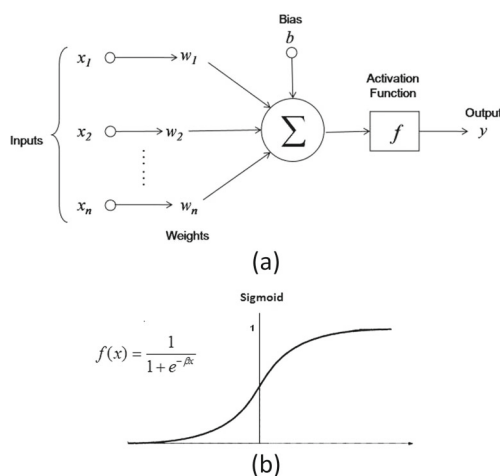 Bias
b
x1 w1
Activation
Function
Inputs x2 w2 Σ f Output
y
xn wn
Weights
(a)
Sigmoid
1
f(x) = 1 / (1 + e^{-βx})
(b)